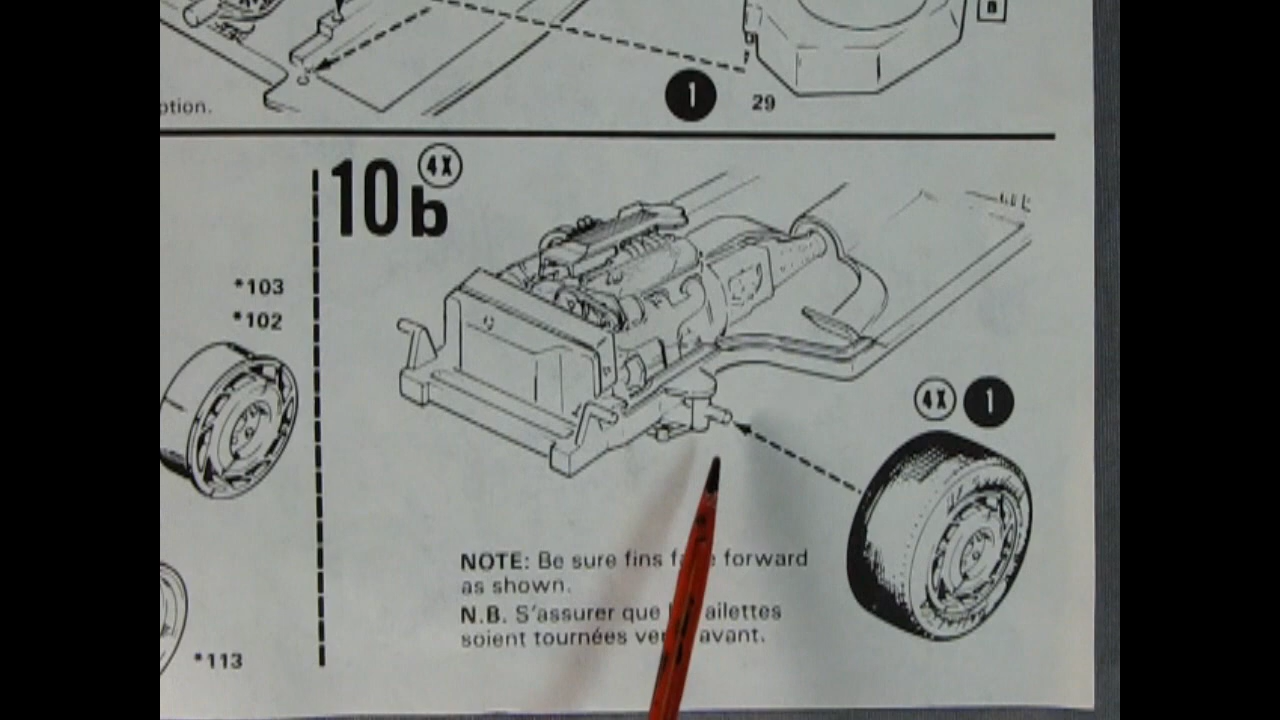 n
1
29
ption.
10b
4X
*103
*102
4X
1
NOTE: Be sure fins forward
as shown.
N.B. S'assurer que ailettes
soient tournées avant.
*113